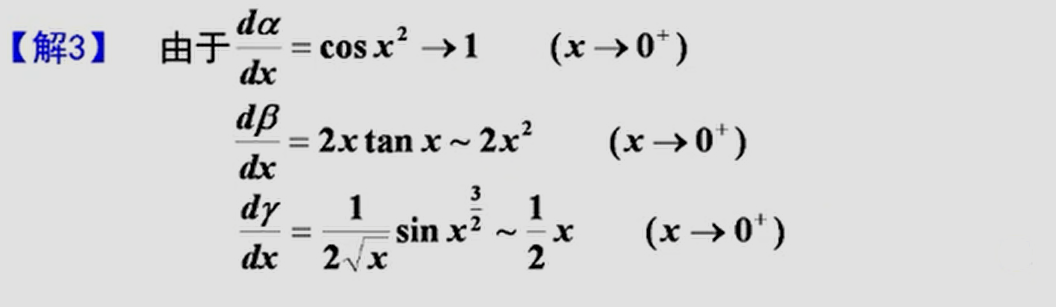 【解3】 由于 dα/dx = cos x² → 1 (x → 0⁺)
dβ/dx = 2x tan x ~ 2x² (x → 0⁺)
dγ/dx = 1/(2√x) sin x^(3/2) ~ 1/2 x (x → 0⁺)